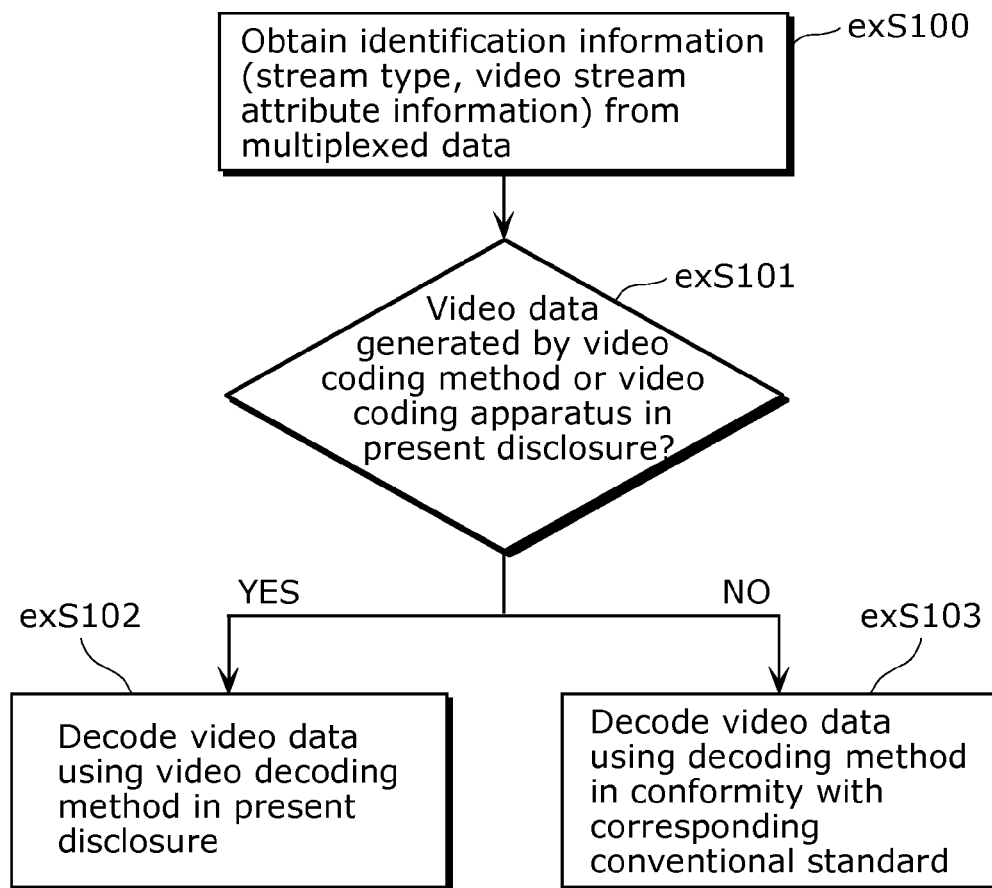 exS100
Obtain identification information
(stream type, video stream
attribute information) from
multiplexed data
exS101
Video data
generated by video
coding method or video
coding apparatus in
present disclosure?
YES
NO
exS102
exS103
Decode video data
using video decoding
method in present
disclosure
Decode video data
using decoding method
in conformity with
corresponding
conventional standard